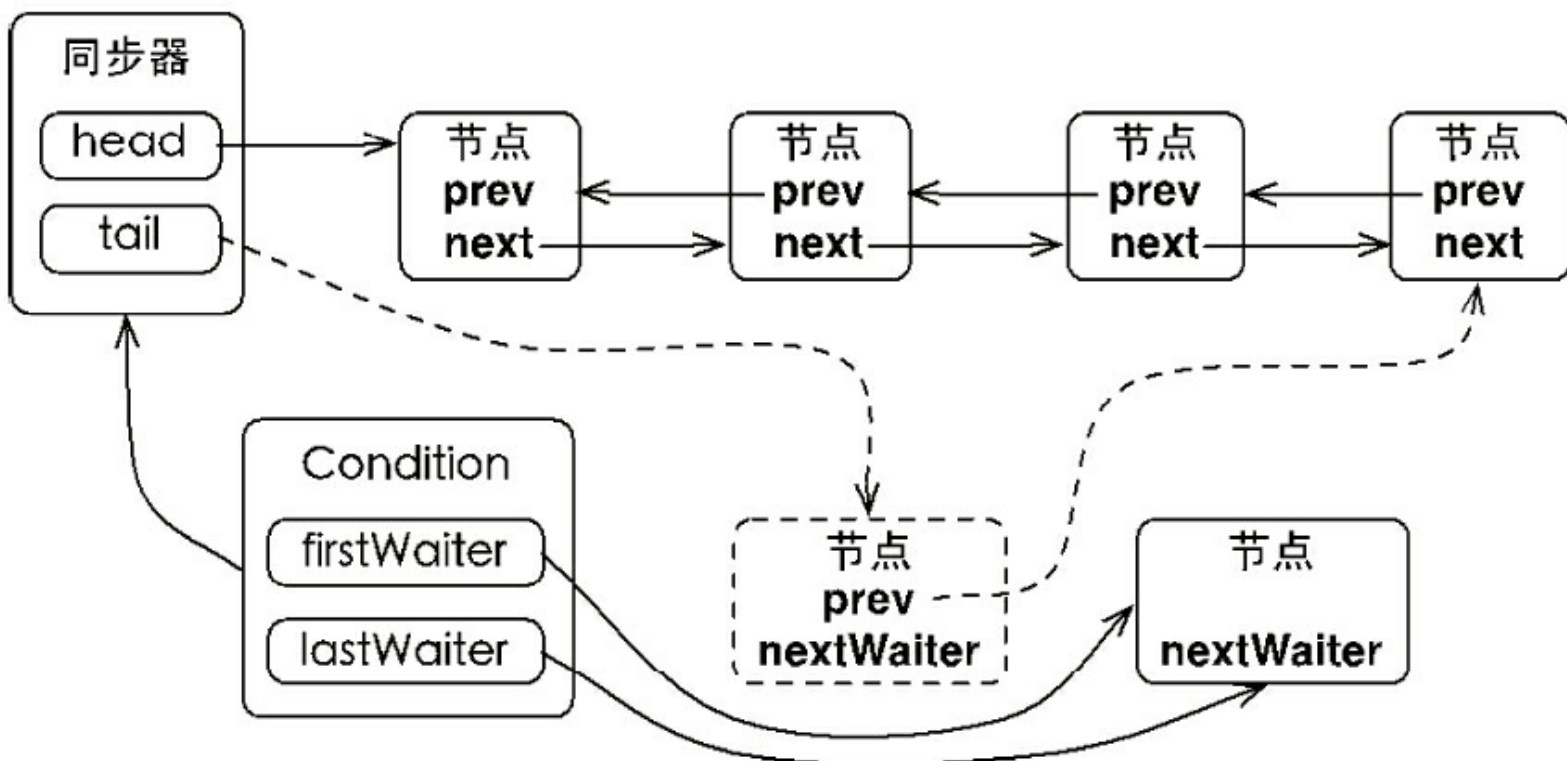 同步器
head
tail
节点
prev
next
节点
prev
next
节点
prev
next
节点
prev
next
Condition
firstWaiter
lastWaiter
节点
prev
nextWaiter
节点
nextWaiter